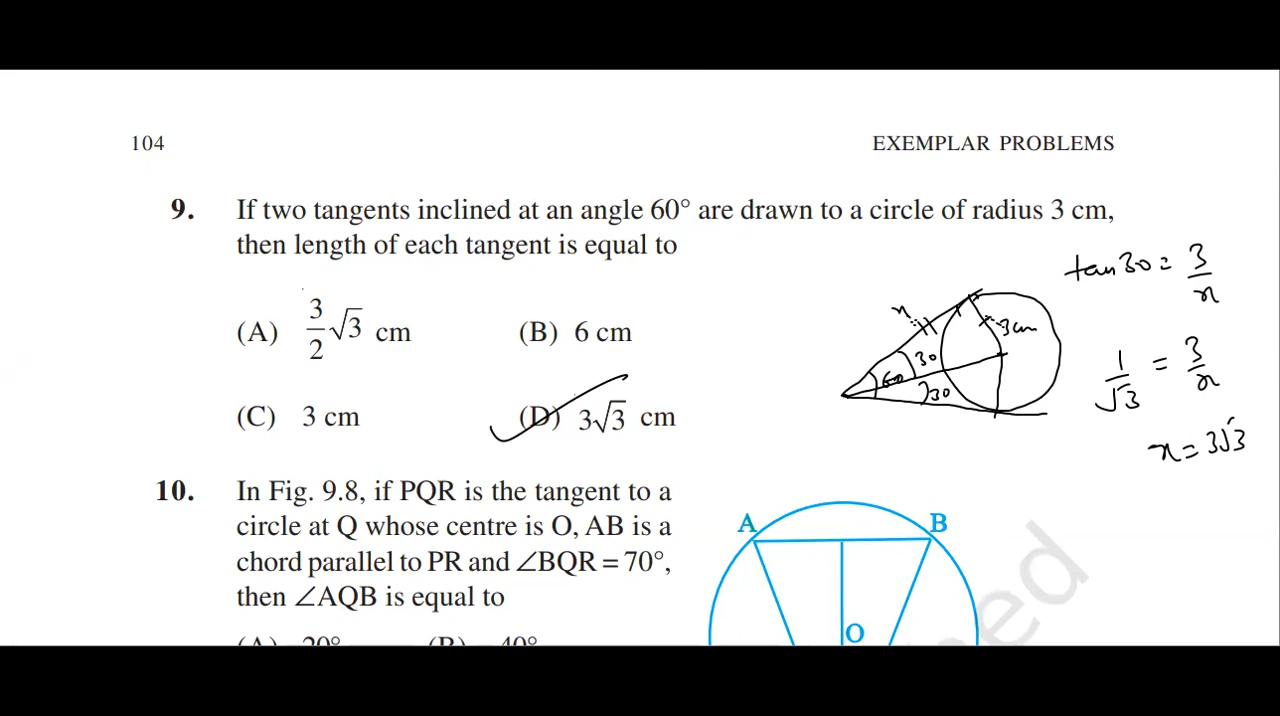 104
EXEMPLAR PROBLEMS
9. If two tangents inclined at an angle 60° are drawn to a circle of radius 3 cm,
then length of each tangent is equal to
(A) 3/2 √3 cm
(B) 6 cm
(C) 3 cm
(D) 3√3 cm
x
30
60
30
3cm
tan30 = 3/x
1/√3 = 3/x
x = 3√3
10. In Fig. 9.8, if PQR is the tangent to a
circle at Q whose centre is O, AB is a
chord parallel to PR and ∠BQR = 70°,
then ∠AQB is equal to
(A) 20°
(B) 40°
A
B
O